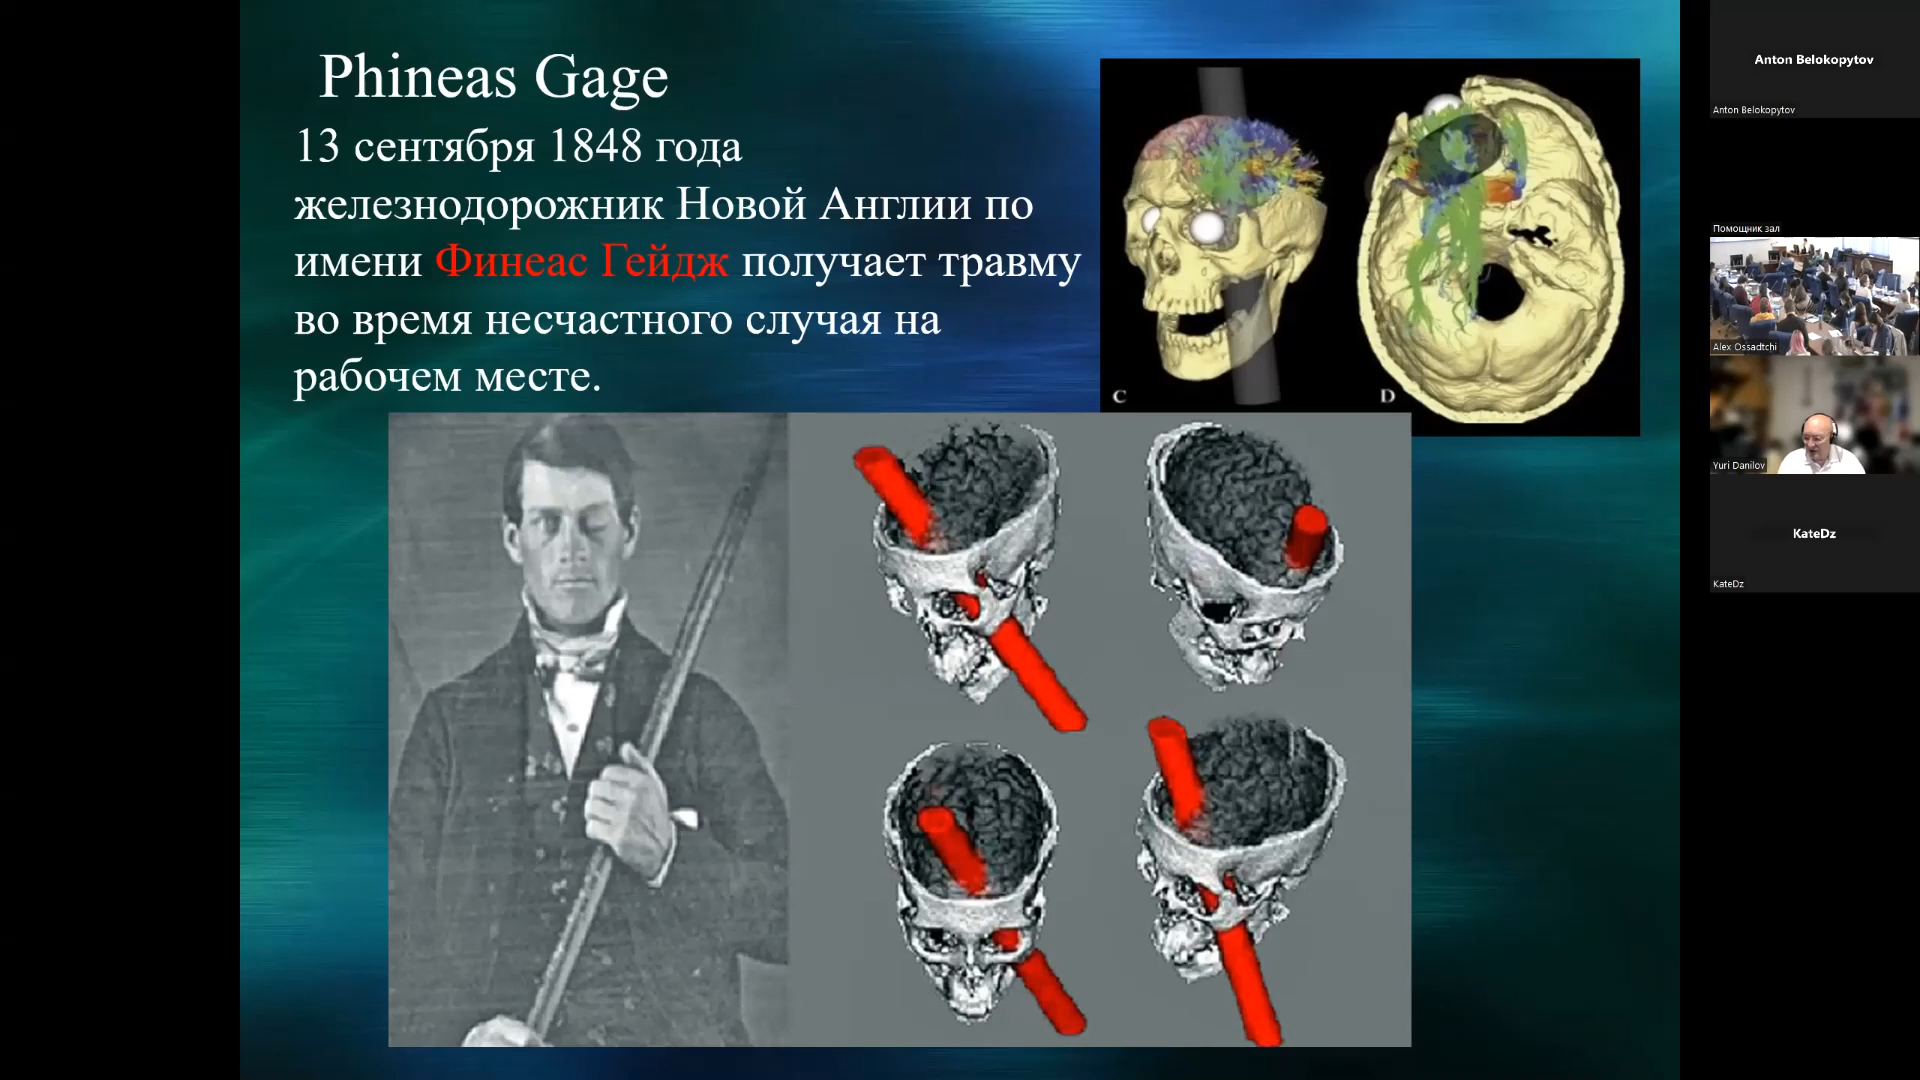 Phineas Gage
13 сентября 1848 года
железнодорожник Новой Англии по
имени Финеас Гейдж получает травму
во время несчастного случая на
рабочем месте.
C
D
Anton Belokopytov
Anton Belokopytov
Помощник зал
Alex Ossadtchi
Yuri Danilov
KateDz
KateDz